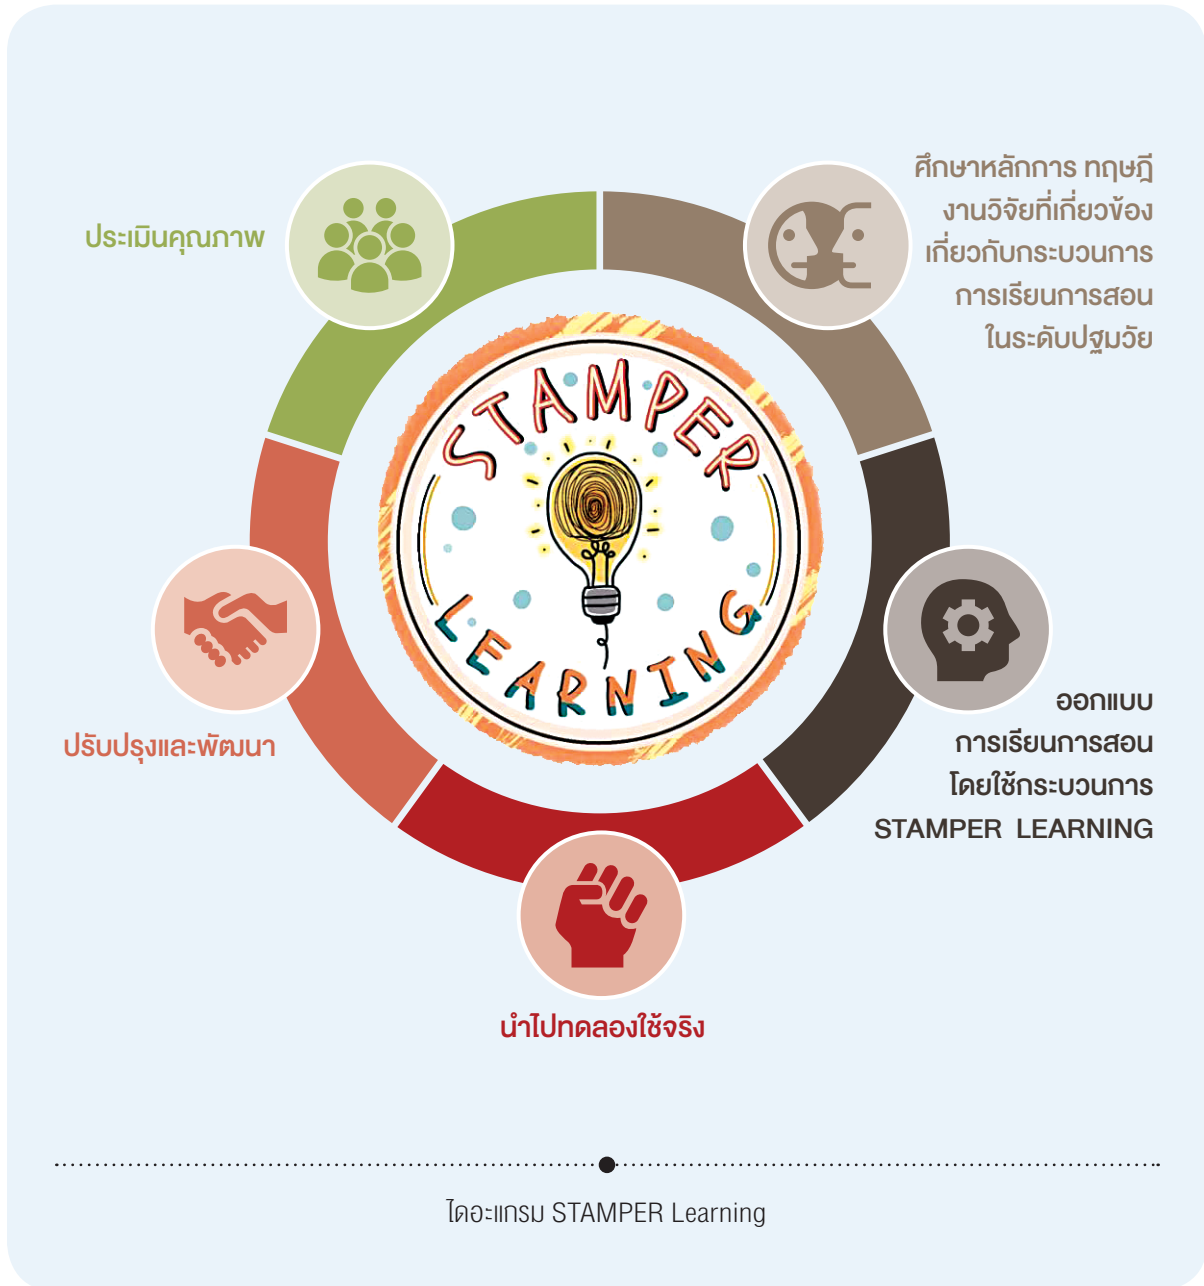 ศึกษาหลักการ ทฤษฎี
งานวิจัยที่เกี่ยวข้อง
เกี่ยวกับกระบวนการ
การเรียนการสอน
ในระดับปฐมวัย
ประเมินคุณภาพ
STAMPER
LEARNING
ออกแบบ
การเรียนการสอน
โดยใช้กระบวนการ
STAMPER LEARNING
ปรับปรุงและพัฒนา
นำไปทดลองใช้จริง
ไดอะแกรม STAMPER Learning